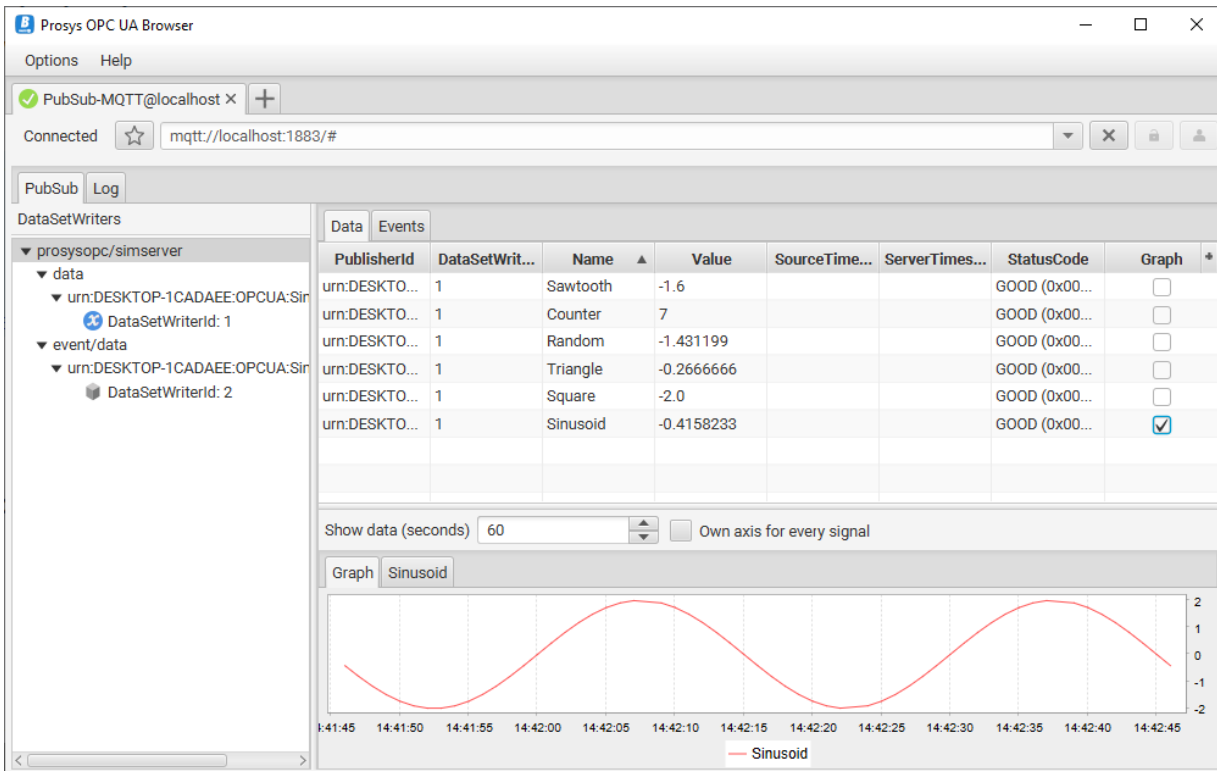 Prosys OPC UA Browser
Options Help
PubSub-MQTT@localhost
Connected mqtt://localhost:1883/#
PubSub Log
DataSetWriters
prosysopc/simserver
data
urn:DESKTOP-1CADAEE:OPCUA:Sin
DataSetWriterId: 1
event/data
urn:DESKTOP-1CADAEE:OPCUA:Sin
DataSetWriterId: 2
Data Events
PublisherId DataSetWrit... Name Value SourceTime... ServerTimes... StatusCode Graph
urn:DESKTO... 1 Sawtooth -1.6 GOOD (0x00...
urn:DESKTO... 1 Counter 7 GOOD (0x00...
urn:DESKTO... 1 Random -1.431199 GOOD (0x00...
urn:DESKTO... 1 Triangle -0.2666666 GOOD (0x00...
urn:DESKTO... 1 Square -2.0 GOOD (0x00...
urn:DESKTO... 1 Sinusoid -0.4158233 GOOD (0x00...
Show data (seconds) 60 Own axis for every signal
Graph Sinusoid
2
1
0
-1
-2
4:41:45 14:41:50 14:41:55 14:42:00 14:42:05 14:42:10 14:42:15 14:42:20 14:42:25 14:42:30 14:42:35 14:42:40 14:42:45
Sinusoid